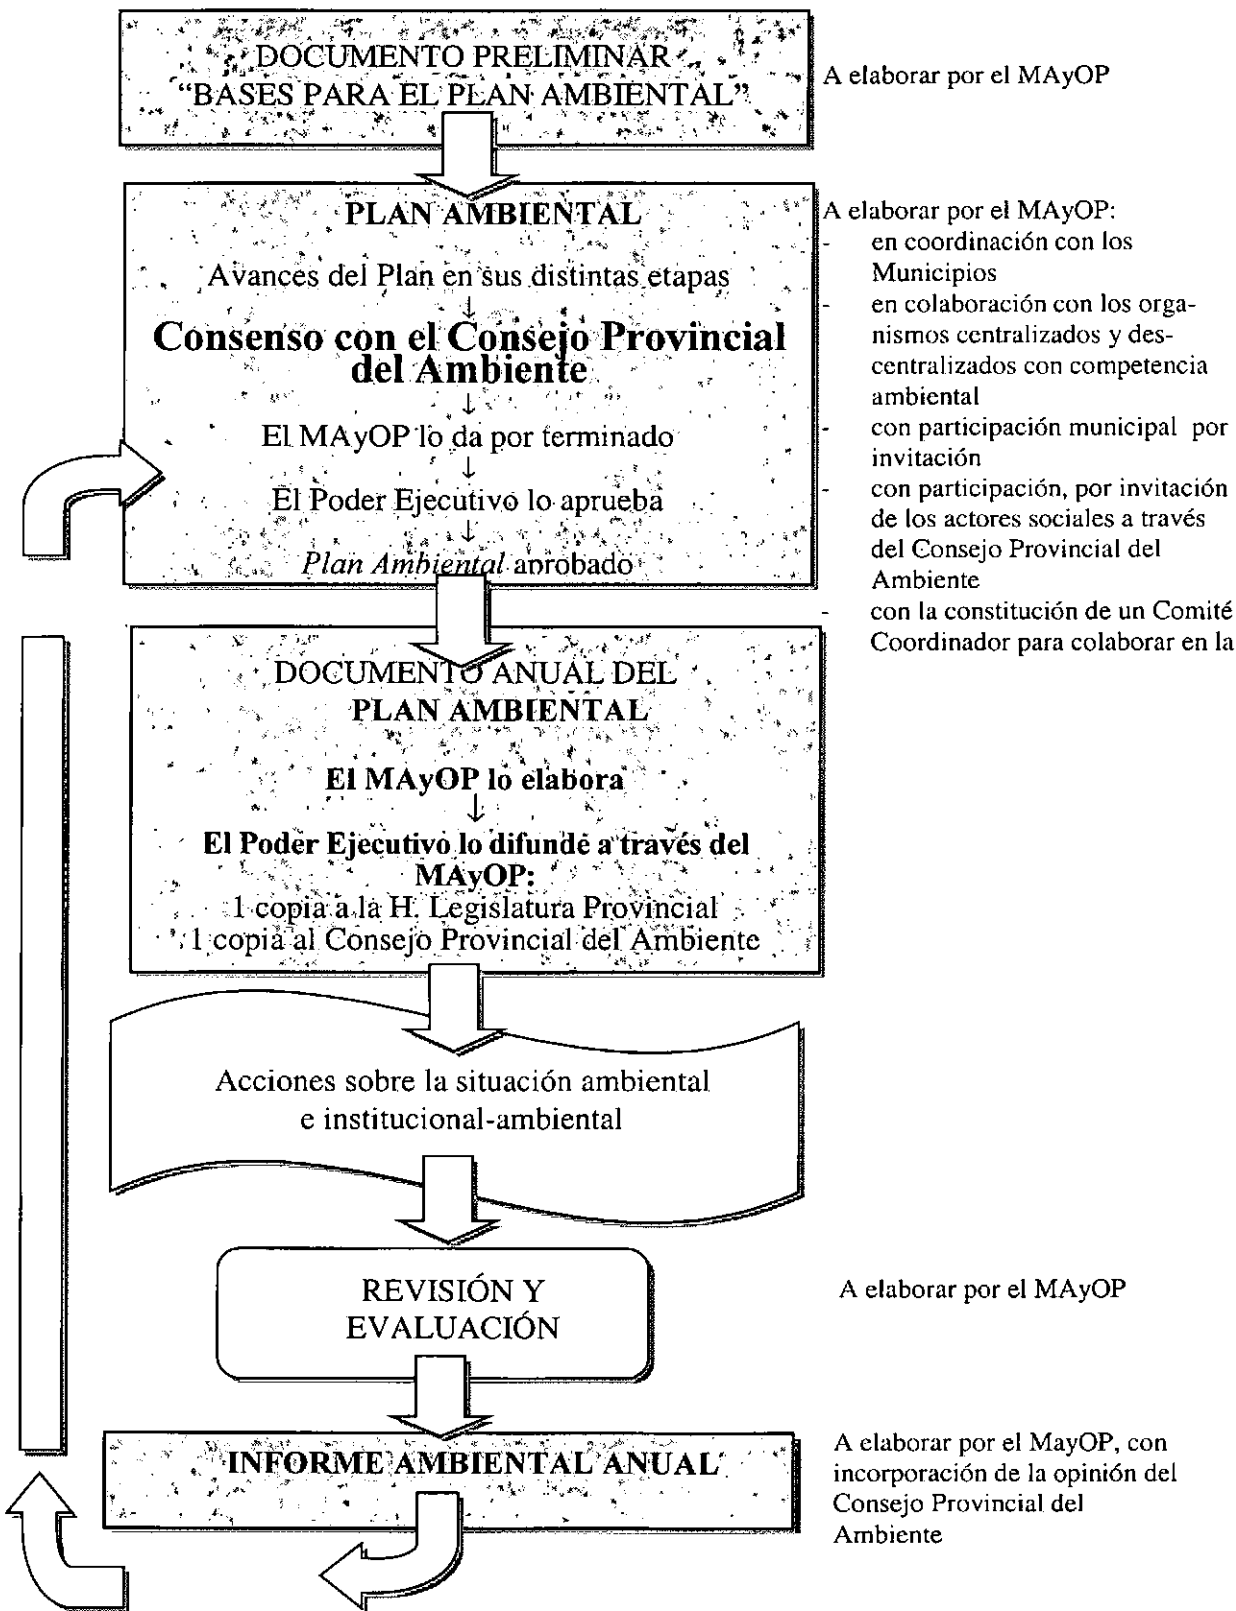 DOCUMENTO PRELIMINAR
“BASES PARA EL PLAN AMBIENTAL”
A elaborar por el MAyOP
PLAN AMBIENTAL
Avances del Plan en sus distintas etapas
↓
Consenso con el Consejo Provincial
del Ambiente
↓
El MAyOP lo da por terminado
↓
El Poder Ejecutivo lo aprueba
↓
Plan Ambiental aprobado
A elaborar por el MAyOP:
- en coordinación con los
Municipios
- en colaboración con los orga-
nismos centralizados y des-
centralizados con competencia
ambiental
- con participación municipal por
invitación
- con participación, por invitación
de los actores sociales a través
del Consejo Provincial del
Ambiente
- con la constitución de un Comité
Coordinador para colaborar en la
DOCUMENTO ANUAL DEL
PLAN AMBIENTAL
El MAyOP lo elabora
↓
El Poder Ejecutivo lo difunde a través del
MAyOP:
1 copia a la H. Legislatura Provincial
1 copia al Consejo Provincial del Ambiente
Acciones sobre la situación ambiental
e institucional-ambiental
REVISIÓN Y
EVALUACIÓN
A elaborar por el MAyOP
INFORME AMBIENTAL ANUAL
A elaborar por el MayOP, con
incorporación de la opinión del
Consejo Provincial del
Ambiente